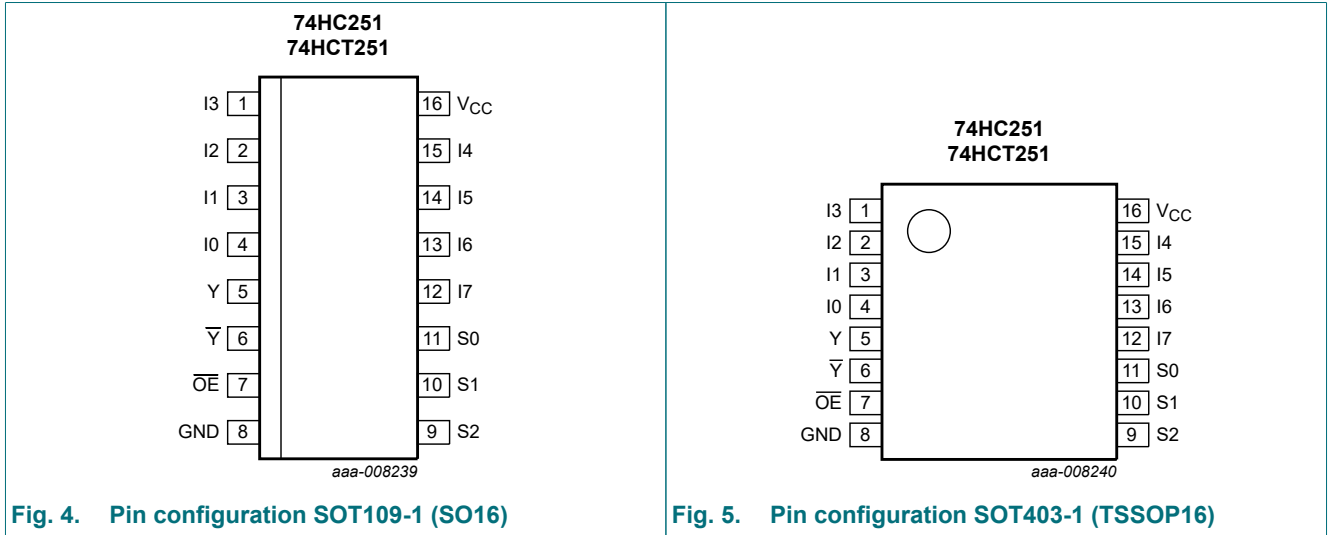 74HC251
74HCT251
I3 1 16 VCC
I2 2 15 I4
I1 3 14 I5
I0 4 13 I6
Y 5 12 I7
Y̅ 6 11 S0
O̅E̅ 7 10 S1
GND 8 9 S2
aaa-008239
Fig. 4. Pin configuration SOT109-1 (SO16)
74HC251
74HCT251
I3 1 16 VCC
I2 2 15 I4
I1 3 14 I5
I0 4 13 I6
Y 5 12 I7
Y̅ 6 11 S0
O̅E̅ 7 10 S1
GND 8 9 S2
aaa-008240
Fig. 5. Pin configuration SOT403-1 (TSSOP16)